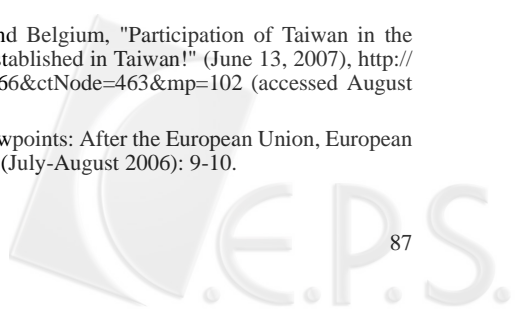 nd Belgium, "Participation of Taiwan in the
stablished in Taiwan!" (June 13, 2007), http://
66&ctNode=463&mp=102 (accessed August
wpoints: After the European Union, European
(July-August 2006): 9-10.
87
C.E.P.S.